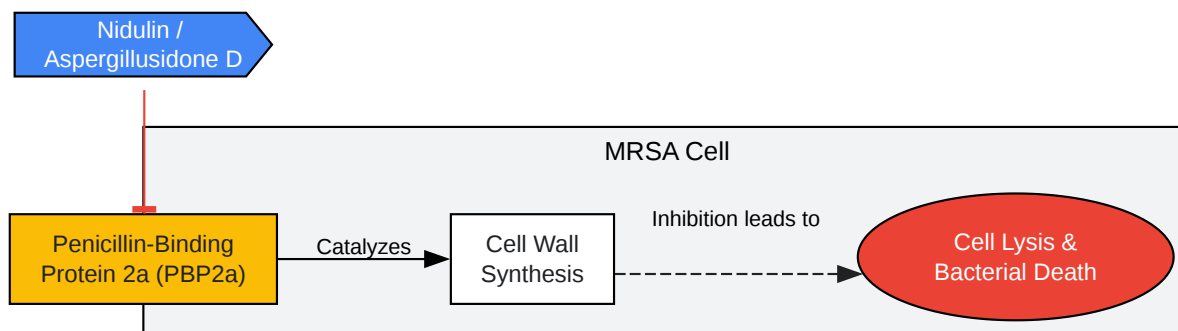 Nidulin /
Aspergillusidone D
MRSA Cell
Penicillin-Binding
Protein 2a (PBP2a)
Catalyzes
Cell Wall
Synthesis
Inhibition leads to
Cell Lysis &
Bacterial Death